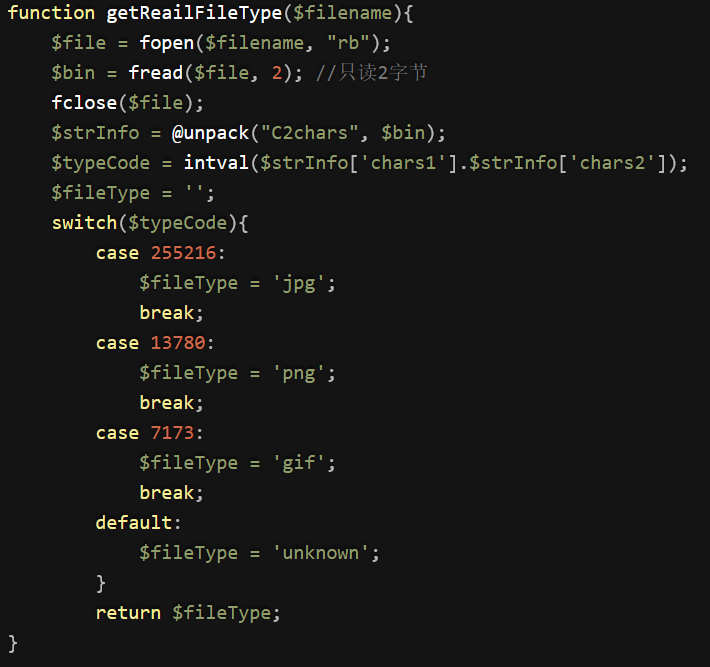 function getReailFileType($filename){
    $file = fopen($filename, "rb");
    $bin = fread($file, 2); //只读2字节
    fclose($file);
    $strInfo = @unpack("C2chars", $bin);
    $typeCode = intval($strInfo['chars1'].$strInfo['chars2']);
    $fileType = '';
    switch($typeCode){
        case 255216:
            $fileType = 'jpg';
            break;
        case 13780:
            $fileType = 'png';
            break;
        case 7173:
            $fileType = 'gif';
            break;
        default:
            $fileType = 'unknown';
        }
        return $fileType;
}